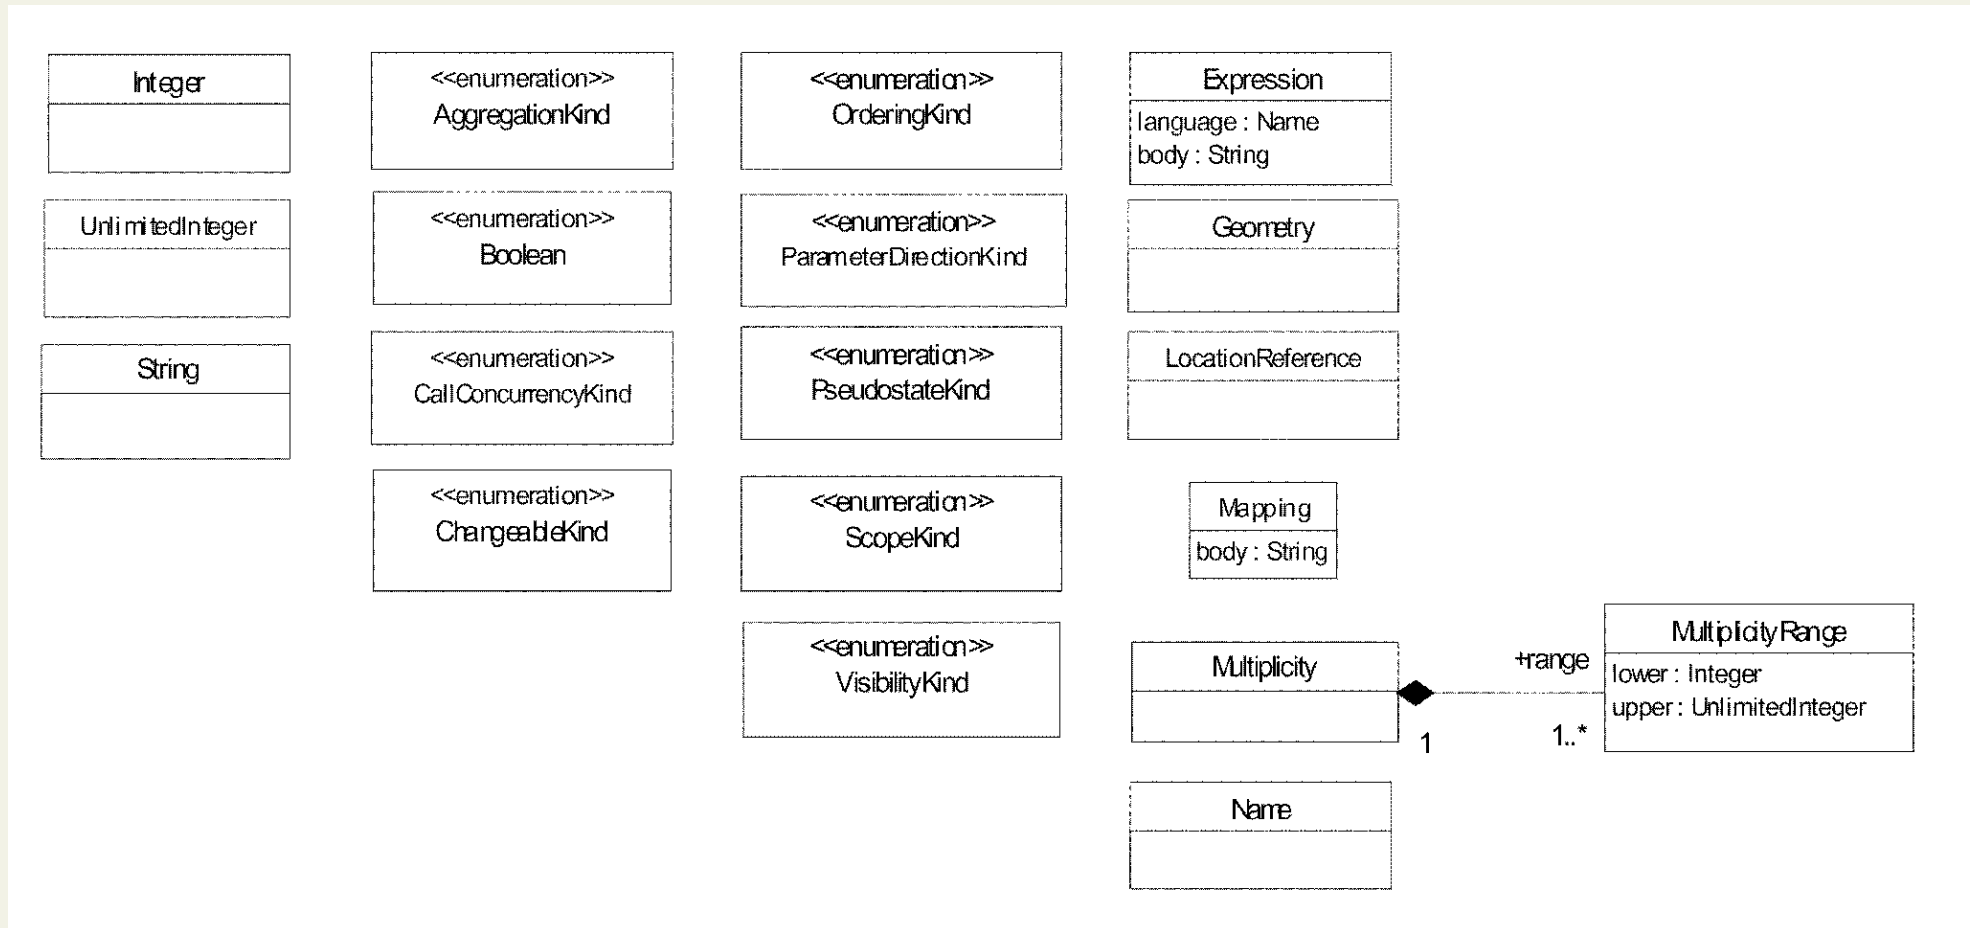 Integer
UnlimitedInteger
String
<<enumeration>>
AggregationKind
<<enumeration>>
Boolean
<<enumeration>>
CallConcurrencyKind
<<enumeration>>
ChangeableKind
<<enumeration>>
OrderingKind
<<enumeration>>
ParameterDirectionKind
<<enumeration>>
PseudostateKind
<<enumeration>>
ScopeKind
<<enumeration>>
VisibilityKind
Expression
language : Name
body : String
Geometry
LocationReference
Mapping
body : String
Multiplicity
1
+range
1..*
MultiplicityRange
lower : Integer
upper : UnlimitedInteger
Name